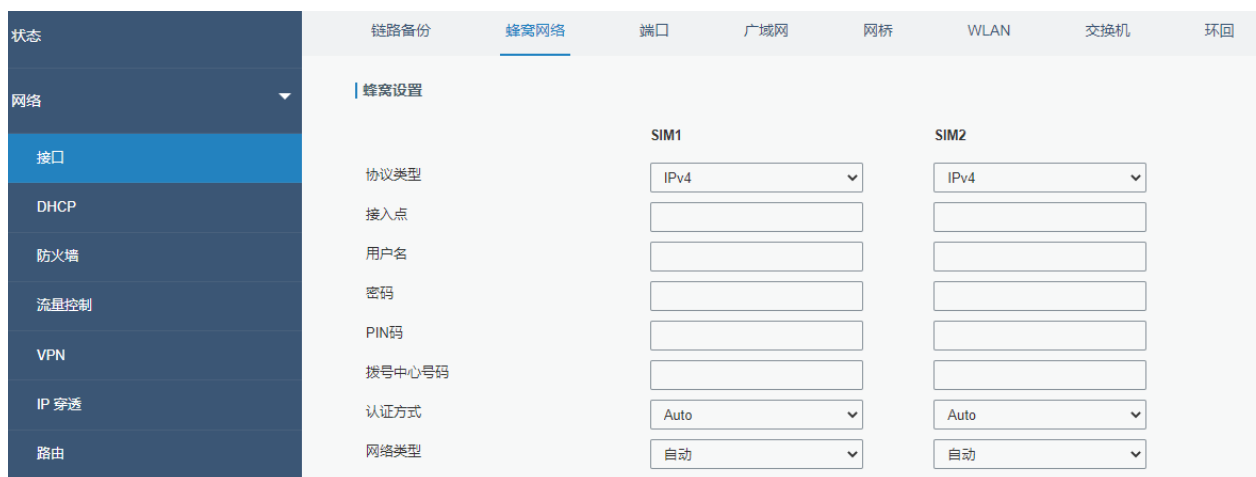 状态
网络
接口
DHCP
防火墙
流量控制
VPN
IP 穿透
路由
链路备份 蜂窝网络 端口 广域网 网桥 WLAN 交换机 环回
蜂窝设置
SIM1 SIM2
协议类型 IPv4 IPv4
接入点
用户名
密码
PIN码
拨号中心号码
认证方式 Auto Auto
网络类型 自动 自动